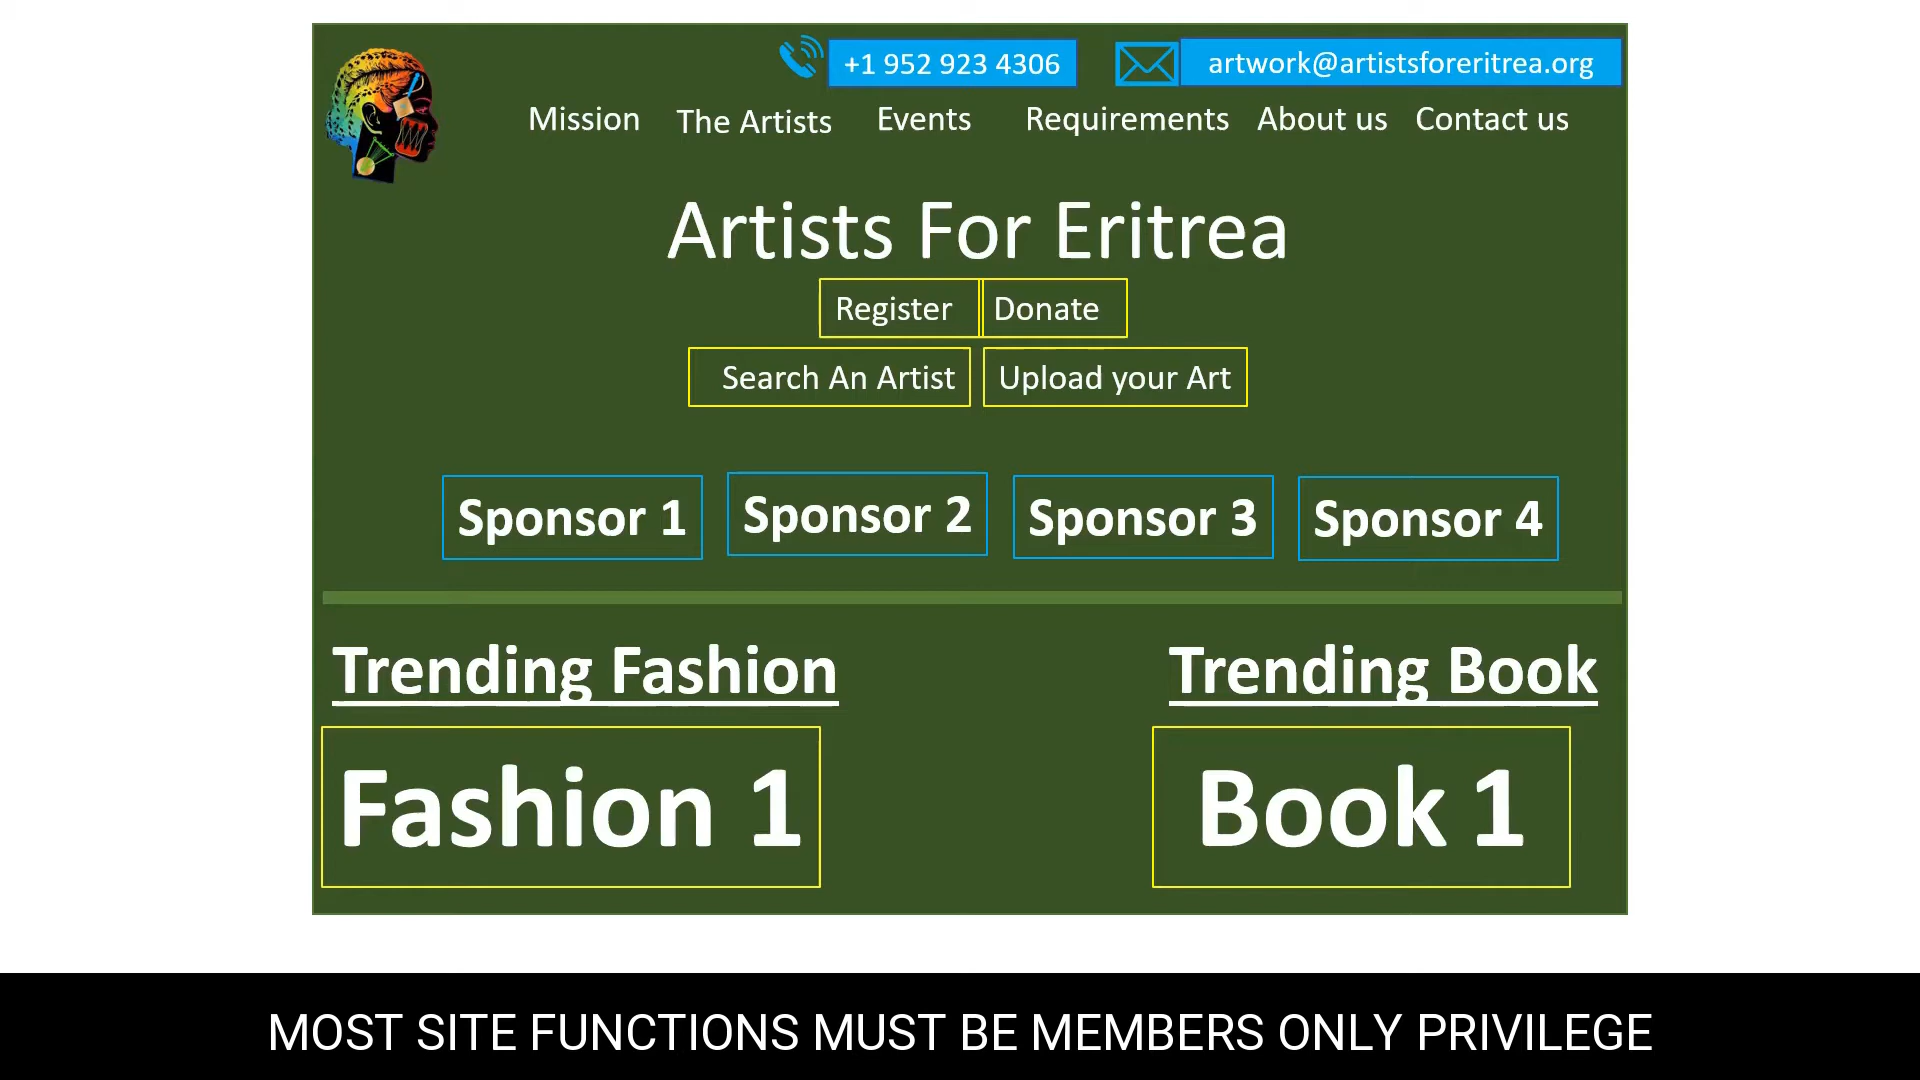 +1 952 923 4306 artwork@artistsforeritrea.org
Mission The Artists Events Requirements About us Contact us
Artists For Eritrea
Register Donate
Search An Artist Upload your Art
Sponsor 1 Sponsor 2 Sponsor 3 Sponsor 4
Trending Fashion Trending Book
Fashion 1 Book 1
MOST SITE FUNCTIONS MUST BE MEMBERS ONLY PRIVILEGE